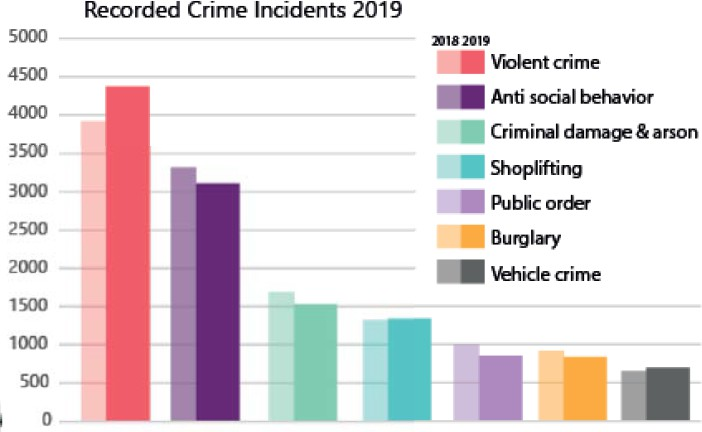 Recorded Crime Incidents 2019
5000
4500
4000
3500
3000
2500
2000
1500
1000
500
0
2018 2019
Violent crime
Anti social behavior
Criminal damage & arson
Shoplifting
Public order
Burglary
Vehicle crime